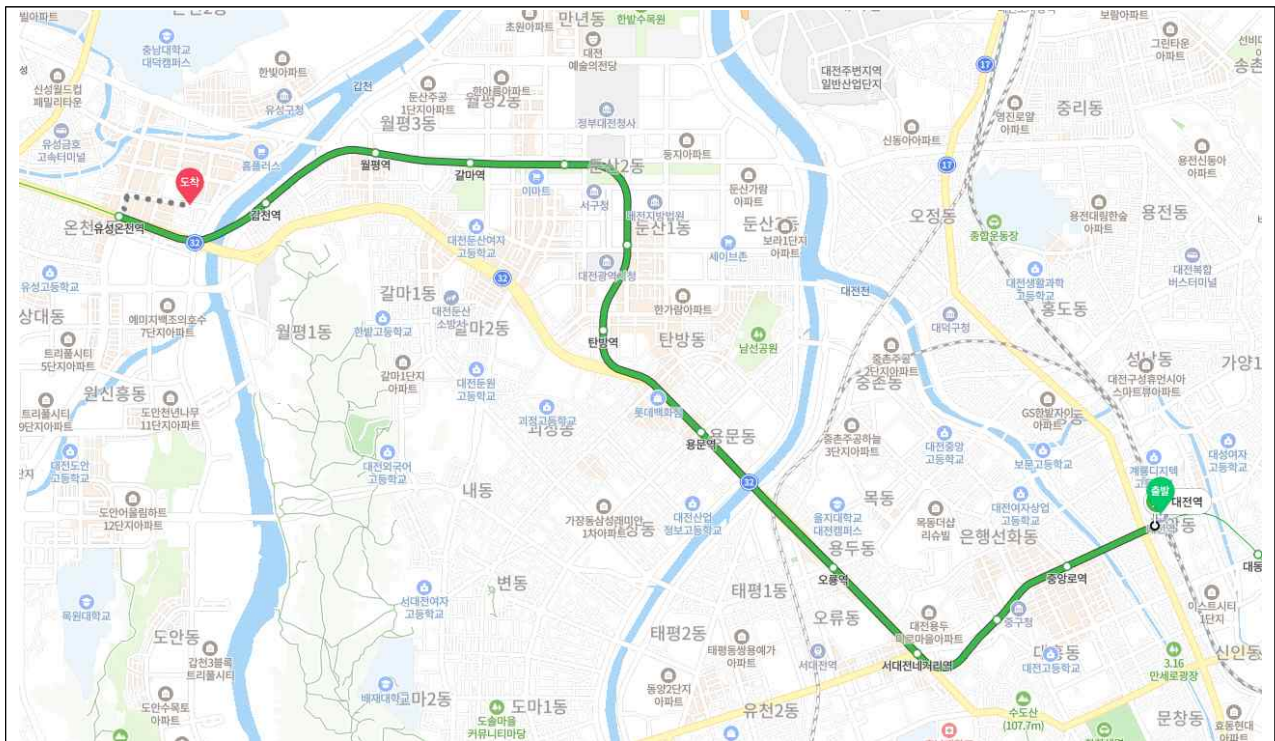 만년동
한밭수목원
초원아파트
보람아파트
그린타운
아파트
송촌
충남대학교
대덕캠퍼스
한빛아파트
대전
예술의전당
17
대전주변지역
일반산업단지
신성월드컵
패밀리타운
유성구청
갑천
둔산주공
1단지아파트
한아름아파트
월평2동
월평3동
정부대전청사
중리동
영진로얄
아파트
신동아아파트
유성금호
고속터미널
홈플러스
월평역
갈마역
둔산2동
둥지아파트
17
용전신동아
아파트
도착
갑천역
이마트
서구청
둔산가람
아파트
오정동
용전대림한숲
아파트
용전동
유성온천역
32
대전둔산여자
고등학교
대전지방법원
둔산1동
보라1단지
아파트
세이브존
종합운동장
대전복합
버스터미널
유성고등학교
32
대전생활과학
고등학교
홍도동
상대동
예미지백조의호수
7단지아파트
갈마1동
대전둔산
소방서
대전천
월평1동
한밭고등학교
갈마2동
한가람아파트
대덕구청
트리풀시티
5단지아파트
탄방역
탄방동
남선공원
중촌주공
2단지아파트
중촌동
성남동
가양1
갈마1단지
아파트
대전둔원
고등학교
대전구성휴먼시아
스마트뷰아파트
원신흥동
도안천년나무
11단지아파트
트리풀시티
9단지아파트
괴정고등학교
괴정동
롯데백화점
GS한밭자이
아파트
용문역
용문동
중촌주공하늘
3단지아파트
대전중앙
고등학교
대전도안
고등학교
대전외국어
고등학교
보문고등학교
계룡디지텍
대성여자
고등학교
내동
32
출발
대전역
목동
대전여자상업
고등학교
도안어울림하트
12단지아파트
가장동삼성래미안
1차아파트
대전산업
정보고등학교
을지대학교
대전캠퍼스
목동더샵
리슈빌
은행선화동
용두동
대동
오룡역
중앙로역
변동
태평1동
서대전여자
고등학교
이스트시티
1단지
목원대학교
오류동
대전용두
미르마을아파트
중구청
도안동
태평2동
태평동쌍용예가
아파트
서대전역
서대전네거리역
대흥동
대전고등학교
3.16
만세로광장
신인동
갑천3블록
트리풀시티
동양2단지
아파트
배재대학교
도마2동
도마1동
도솔마을
커뮤니티마당
유천2동
수도산
(107.7m)
문창동
효동현대
아파트
도안수목토
아파트